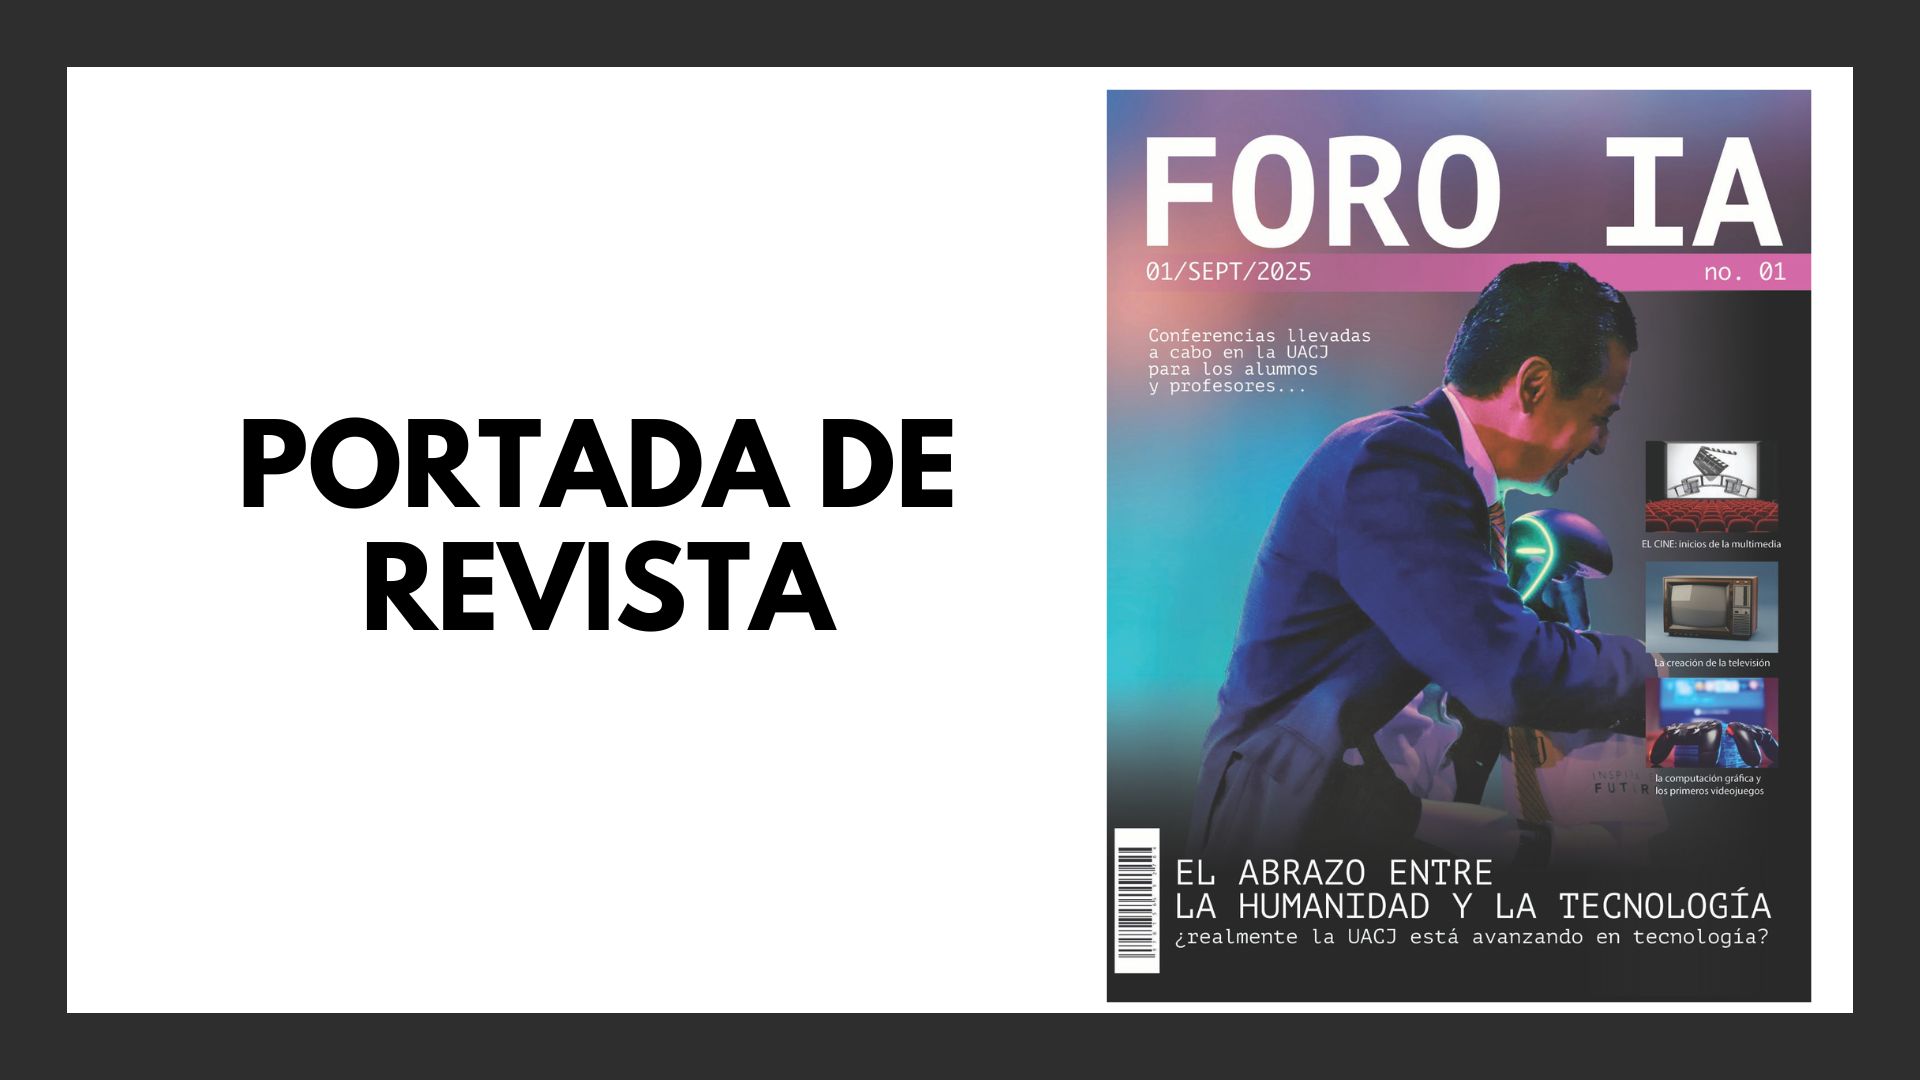 PORTADA DE
REVISTA
FORO IA
01/SEPT/2025
no. 01
Conferencias llevadas
a cabo en la UACJ
para los alumnos
y profesores...
EL CINE: inicios de la multimedia
La creación de la televisión
la computación gráfica y
los primeros videojuegos
EL ABRAZO ENTRE
LA HUMANIDAD Y LA TECNOLOGÍA
¿realmente la UACJ está avanzando en tecnología?